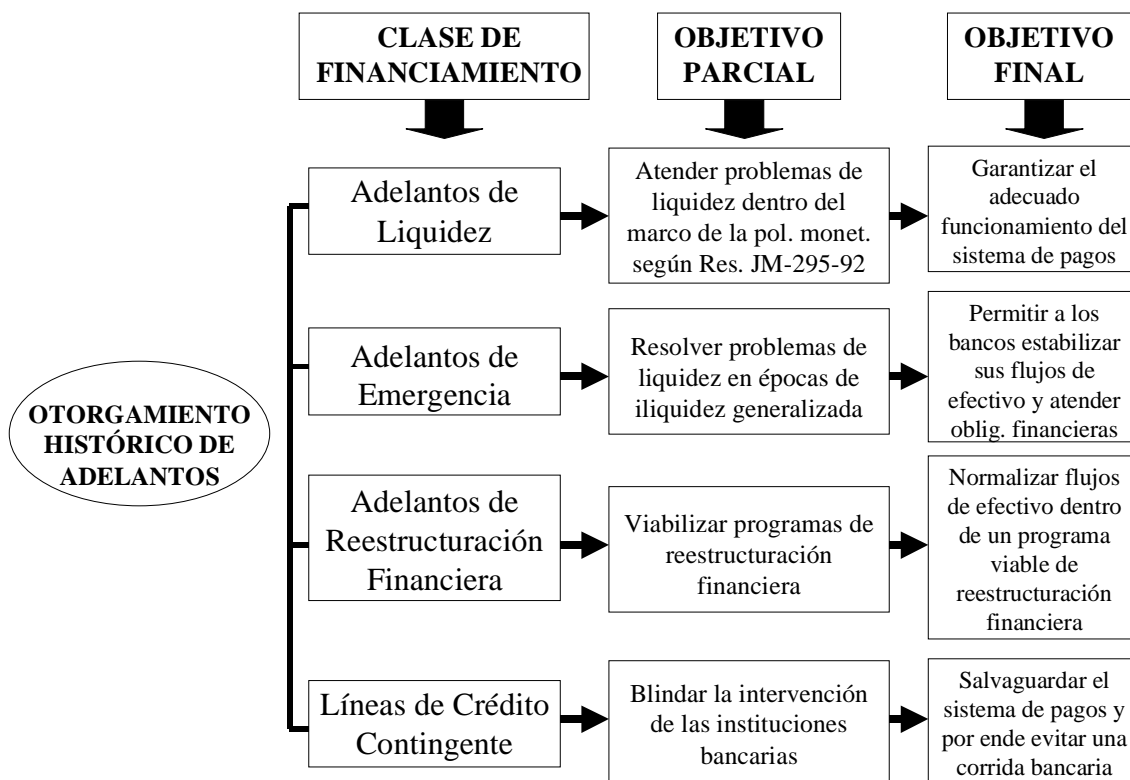 CLASE DE
FINANCIAMIENTO
OBJETIVO
PARCIAL
OBJETIVO
FINAL
OTORGAMIENTO
HISTÓRICO DE
ADELANTOS
Adelantos de
Liquidez
Atender problemas de
liquidez dentro del
marco de la pol. monet.
según Res. JM-295-92
Garantizar el
adecuado
funcionamiento del
sistema de pagos
Adelantos de
Emergencia
Resolver problemas de
liquidez en épocas de
iliquidez generalizada
Permitir a los
bancos estabilizar
sus flujos de
efectivo y atender
oblig. financieras
Adelantos de
Reestructuración
Financiera
Viabilizar programas de
reestructuración
financiera
Normalizar flujos
de efectivo dentro
de un programa
viable de
reestructuración
financiera
Líneas de Crédito
Contingente
Blindar la intervención
de las instituciones
bancarias
Salvaguardar el
sistema de pagos y
por ende evitar una
corrida bancaria